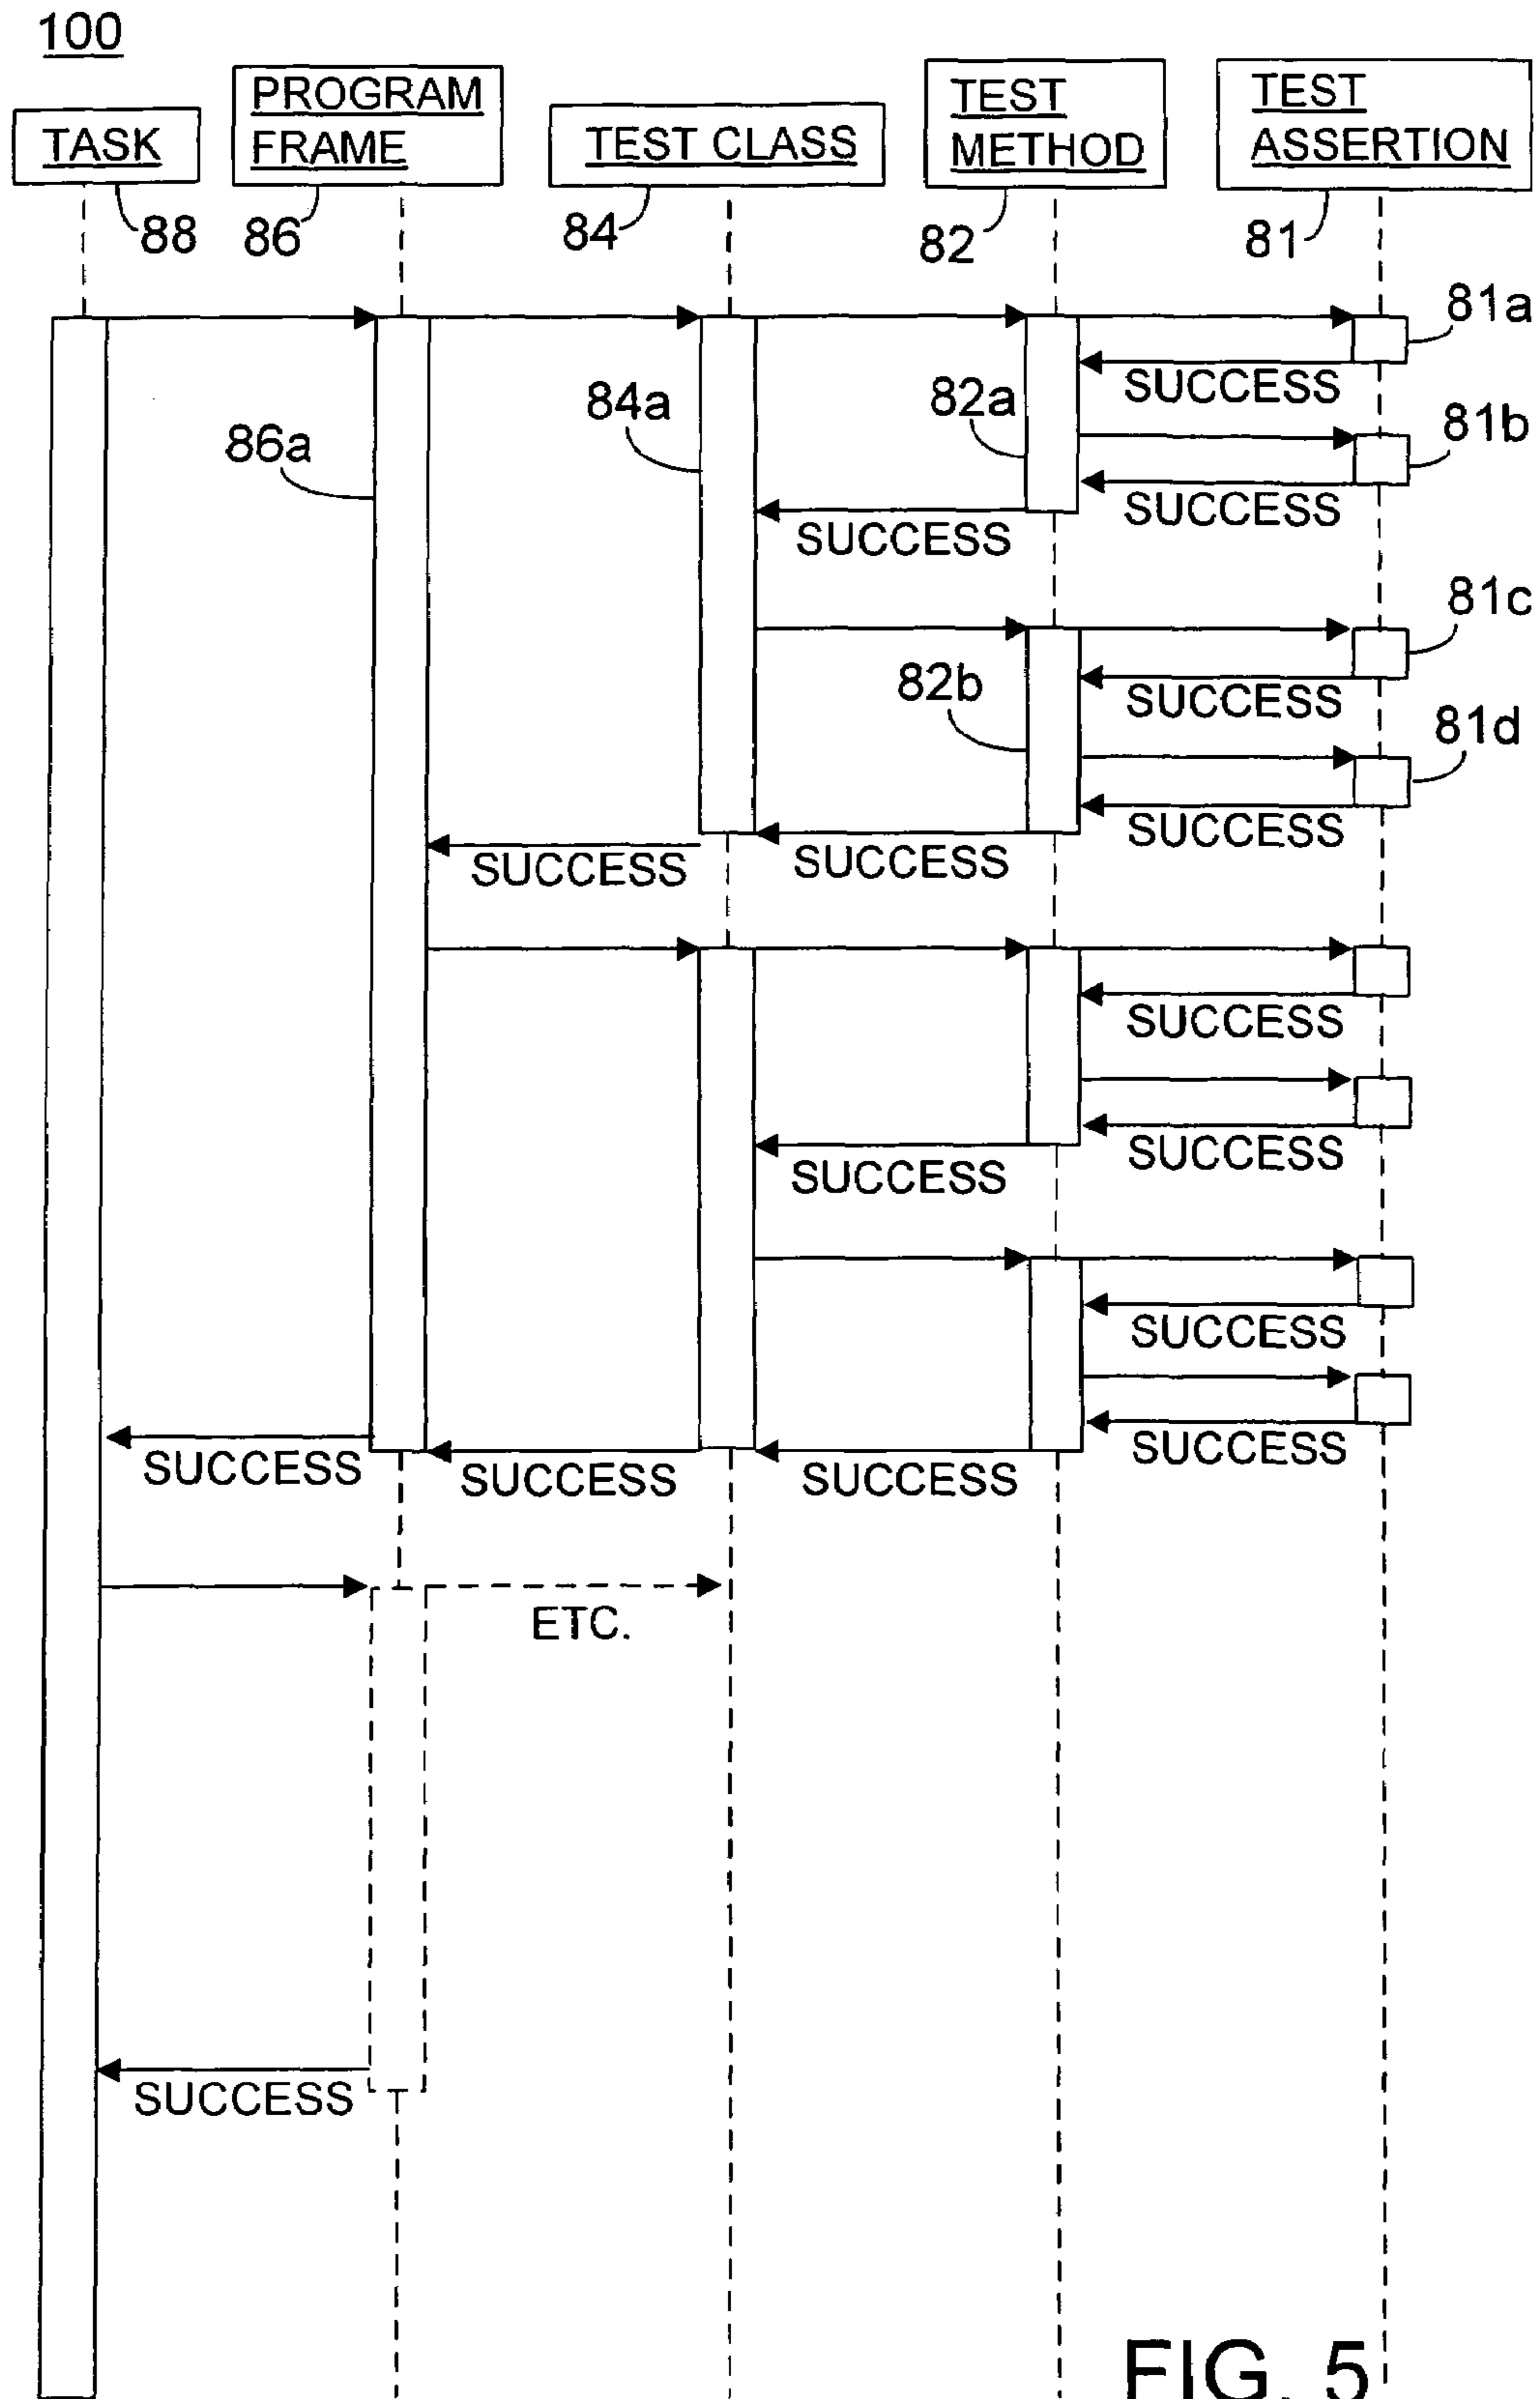 100
TASK
PROGRAM
FRAME
TEST CLASS
TEST
METHOD
TEST
ASSERTION
88
86
84
82
81
81a
SUCCESS
84a
82a
86a
81b
SUCCESS
SUCCESS
81c
82b
SUCCESS
81d
SUCCESS
SUCCESS
SUCCESS
SUCCESS
SUCCESS
SUCCESS
SUCCESS
SUCCESS
SUCCESS
SUCCESS
SUCCESS
ETC.
SUCCESS
FIG. 5